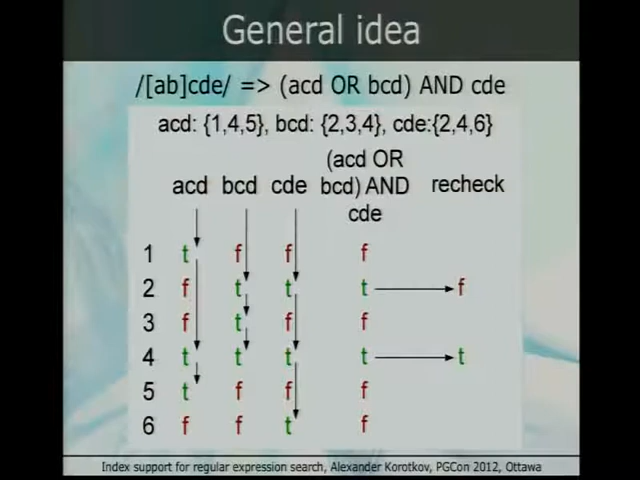 General idea
/[ab]cde/ => (acd OR bcd) AND cde
acd: {1,4,5}, bcd: {2,3,4}, cde:{2,4,6}
acd bcd cde (acd OR bcd) AND cde recheck
1 t f f f
2 f t t t f
3 f t f f
4 t t t t t
5 t f f f
6 f f t f
Index support for regular expression search, Alexander Korotkov, PGCon 2012, Ottawa